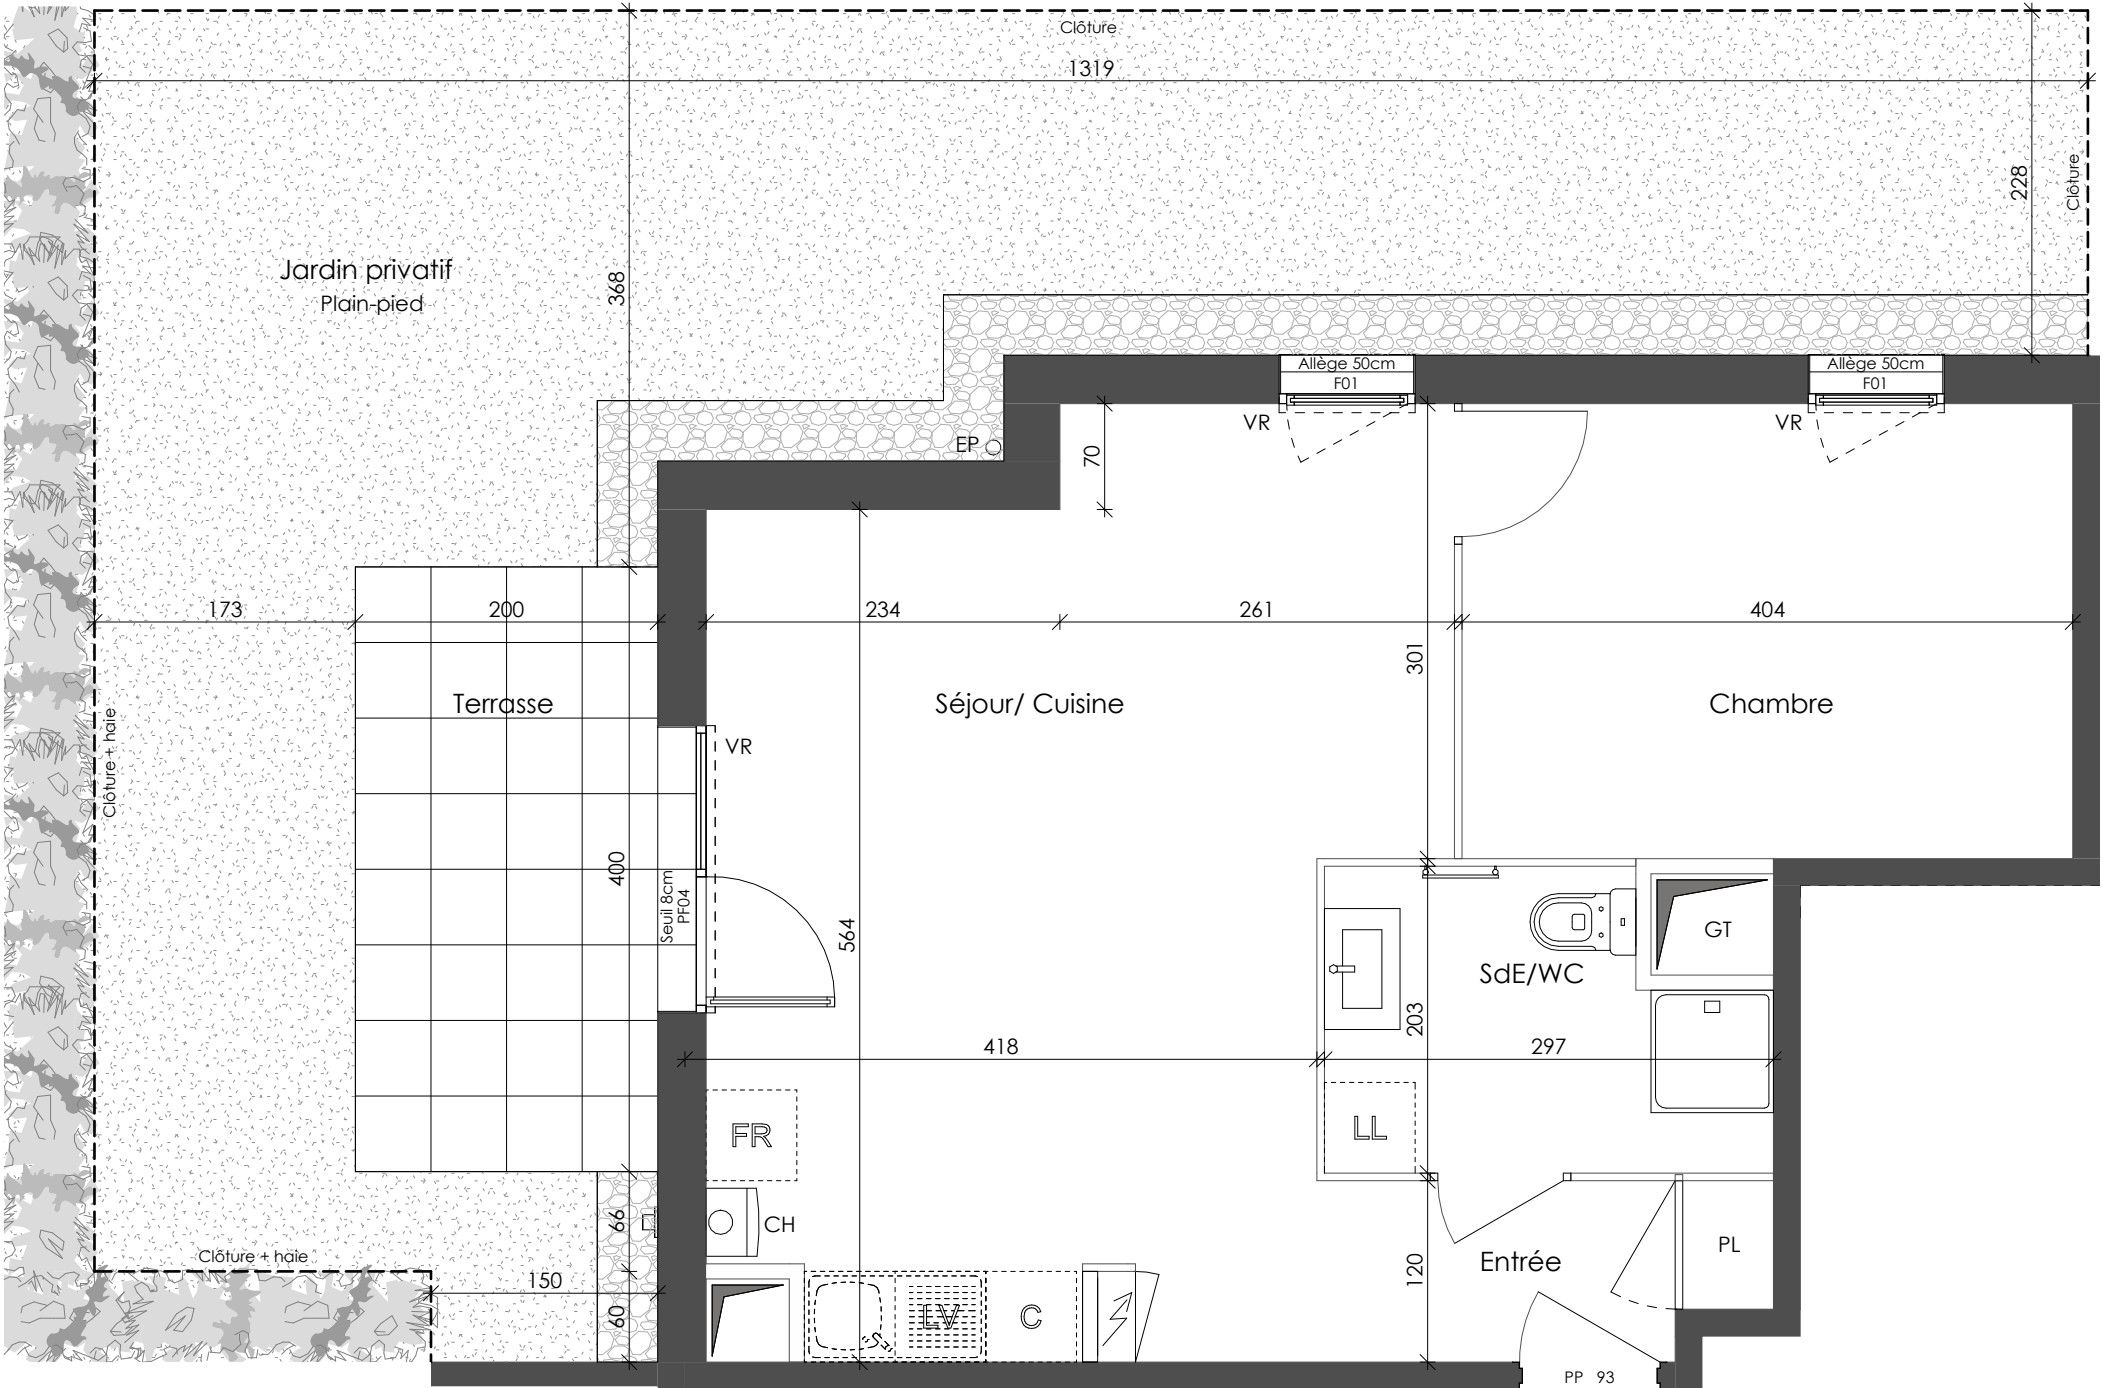 Clôture
1319
228
Clôture
Jardin privatif
Plain-pied
368
Allège 50cm
F01
Allège 50cm
F01
VR
VR
EP
70
173
200
234
261
404
301
Terrasse
Séjour/ Cuisine
Chambre
Clôture + haie
VR
400
Seuil 8cm
PF04
564
GT
SdE/WC
203
418
297
FR
LL
66
CH
Clôture + haie
Entrée
PL
150
120
60
LV
C
PP 93